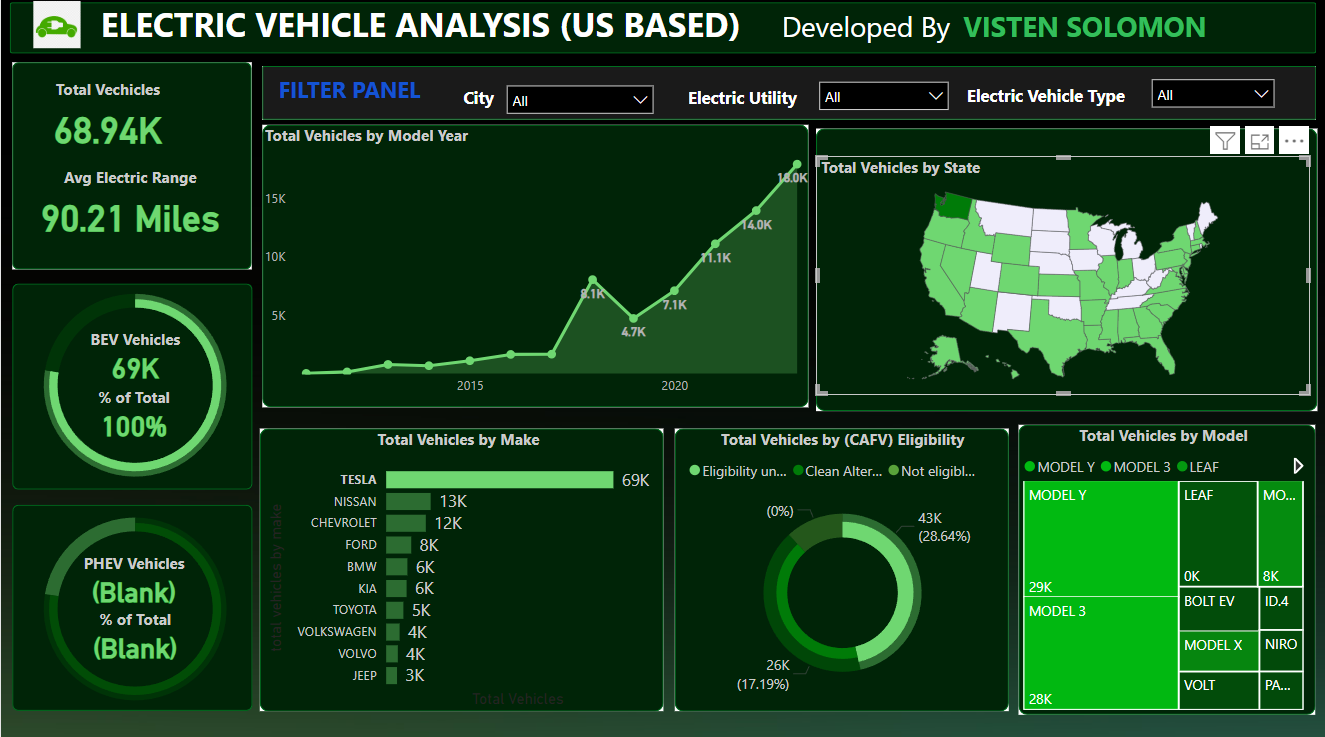 ELECTRIC VEHICLE ANALYSIS (US BASED)
Developed By VISTEN SOLOMON
Total Vechicles
68.94K
Avg Electric Range
90.21 Miles
FILTER PANEL
City
All
Electric Utility
All
Electric Vehicle Type
All
Total Vehicles by Model Year
15K
10K
5K
8.1K
4.7K
7.1K
11.1K
14.0K
18.0K
2015
2020
Total Vehicles by State
BEV Vehicles
69K
% of Total
100%
PHEV Vehicles
(Blank)
% of Total
(Blank)
Total Vehicles by Make
total vehicles by make
TESLA 69K
NISSAN 13K
CHEVROLET 12K
FORD 8K
BMW 6K
KIA 6K
TOYOTA 5K
VOLKSWAGEN 4K
VOLVO 4K
JEEP 3K
Total Vehicles
Total Vehicles by (CAFV) Eligibility
Eligibility un... Clean Alter... Not eligibl...
(0%)
43K
(28.64%)
26K
(17.19%)
Total Vehicles by Model
MODEL Y MODEL 3 LEAF
MODEL Y
29K
MODEL 3
28K
LEAF
0K
MO...
8K
BOLT EV
ID.4
MODEL X
NIRO
VOLT
PA...